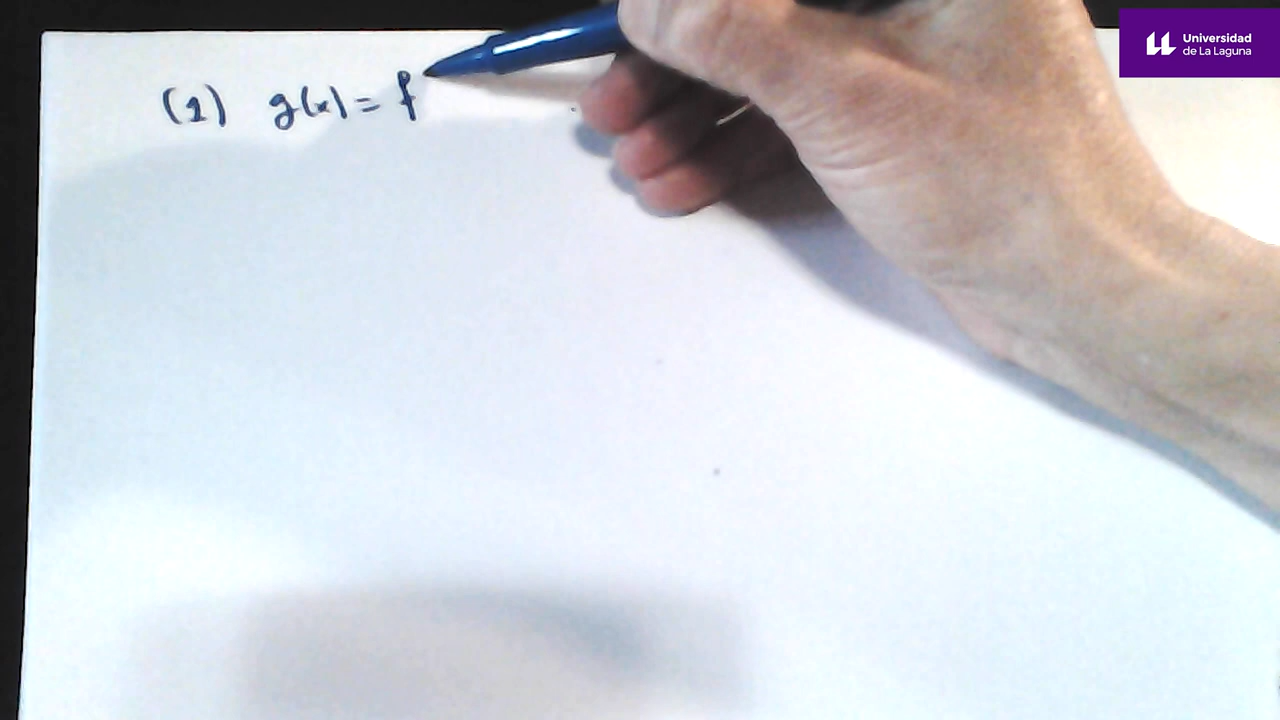 (1) g(x) = f
Universidad
de La Laguna